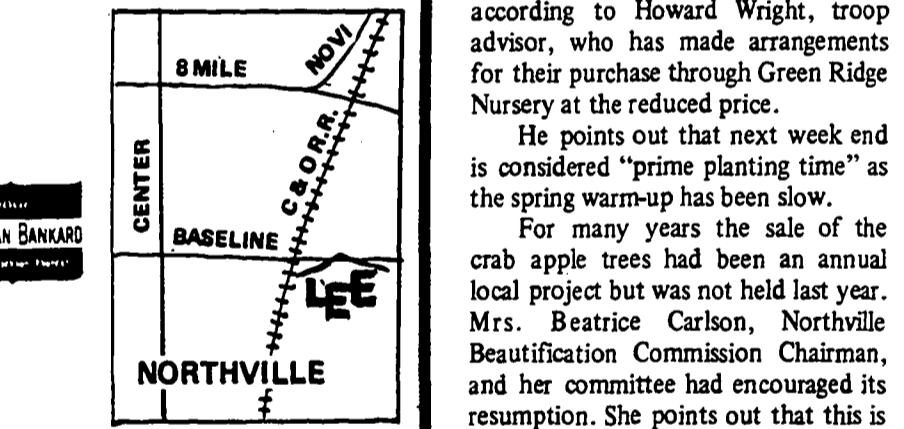 NOVI
8 MILE
C & O R.R.
CENTER
BASELINE
LEE
NORTHVILLE
N BANKARD
according to Howard Wright, troop
advisor, who has made arrangements
for their purchase through Green Ridge
Nursery at the reduced price.
He points out that next week end
is considered “prime planting time” as
the spring warm-up has been slow.
For many years the sale of the
crab apple trees had been an annual
local project but was not held last year.
Mrs. Beatrice Carlson, Northville
Beautification Commission Chairman,
and her committee had encouraged its
resumption. She points out that this is